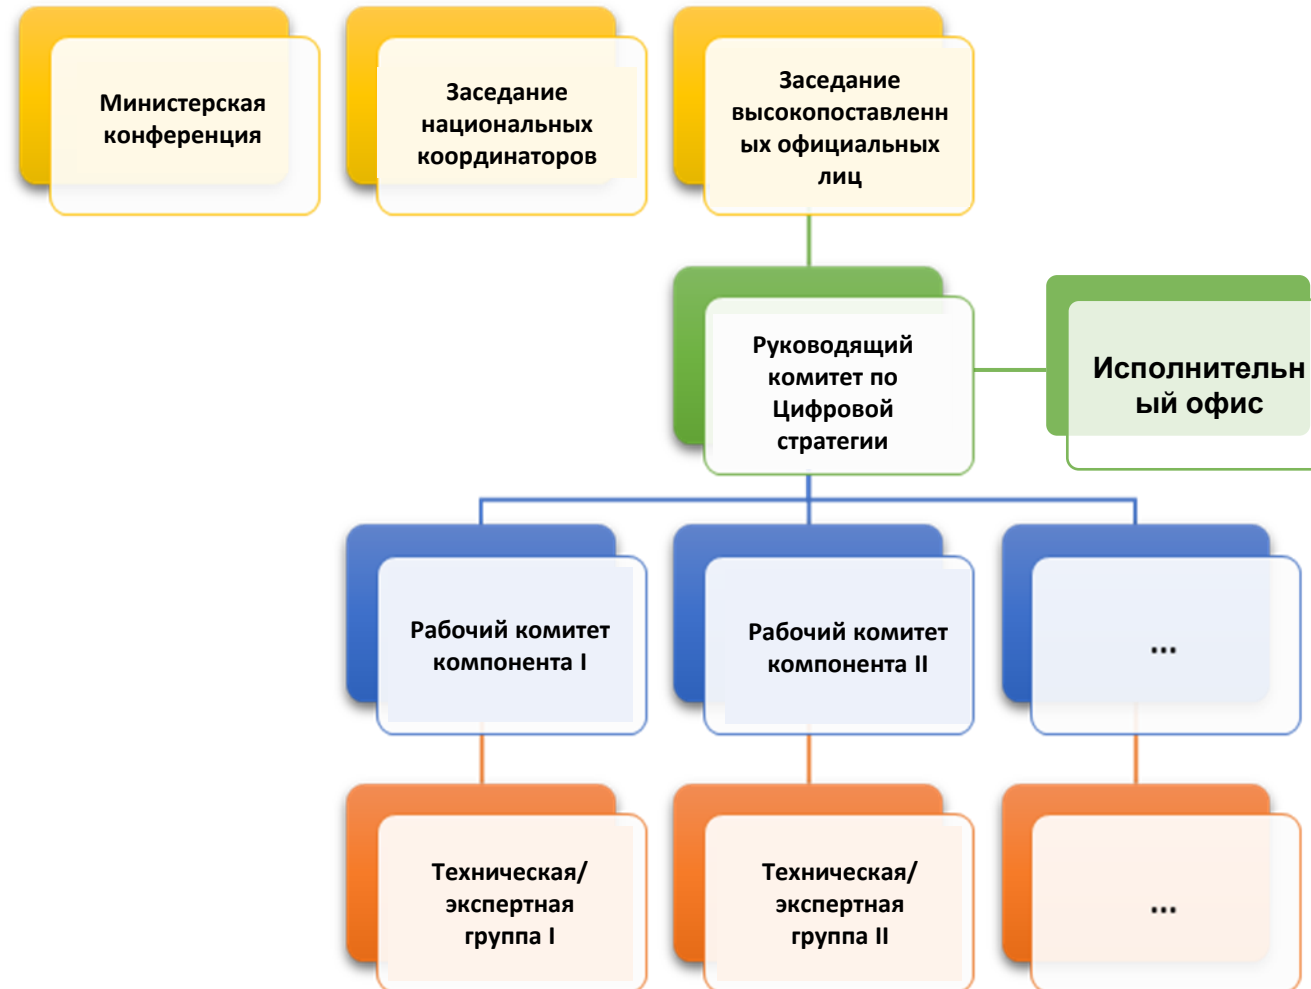 Министерская
конференция
Заседание
национальных
координаторов
Заседание
высокопоставленн
ых официальных
лиц
Руководящий
комитет по
Цифровой
стратегии
Исполнительн
ый офис
Рабочий комитет
компонента I
Рабочий комитет
компонента II
...
Техническая/
экспертная
группа I
Техническая/
экспертная
группа II
...